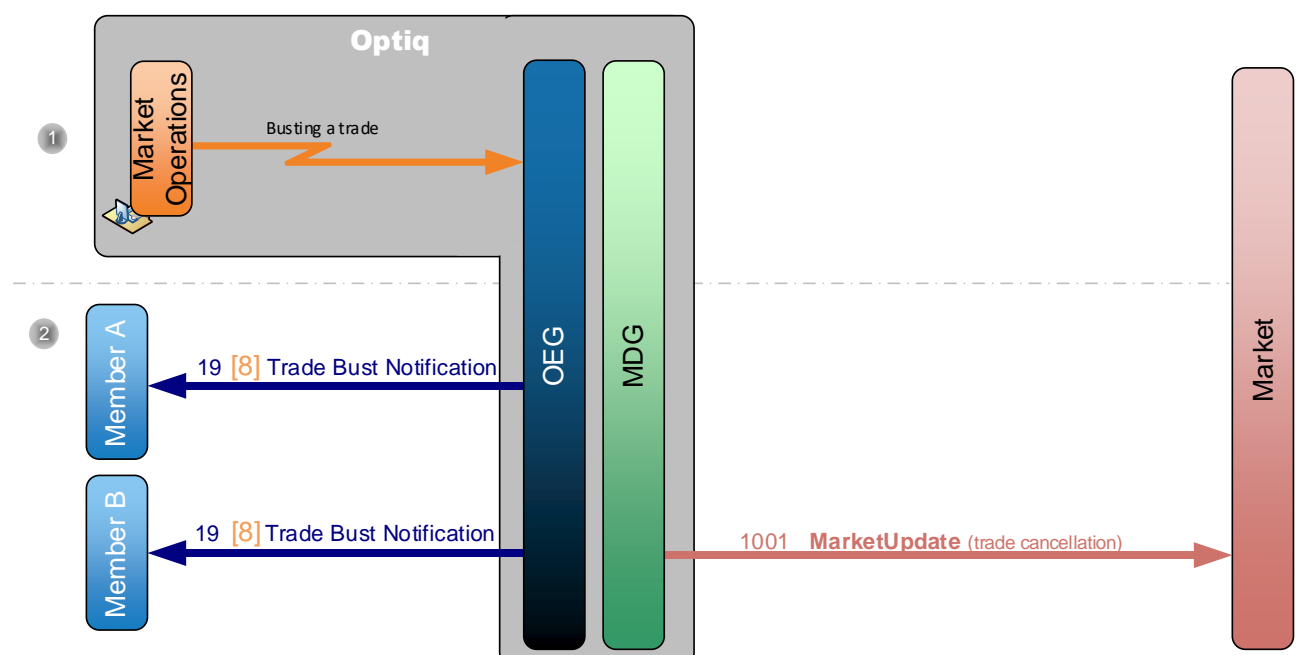 Optiq
1
Market
Operations
Busting a trade
OEG
MDG
Market
2
Member A
19 [8] Trade Bust Notification
Member B
19 [8] Trade Bust Notification
1001 MarketUpdate (trade cancellation)